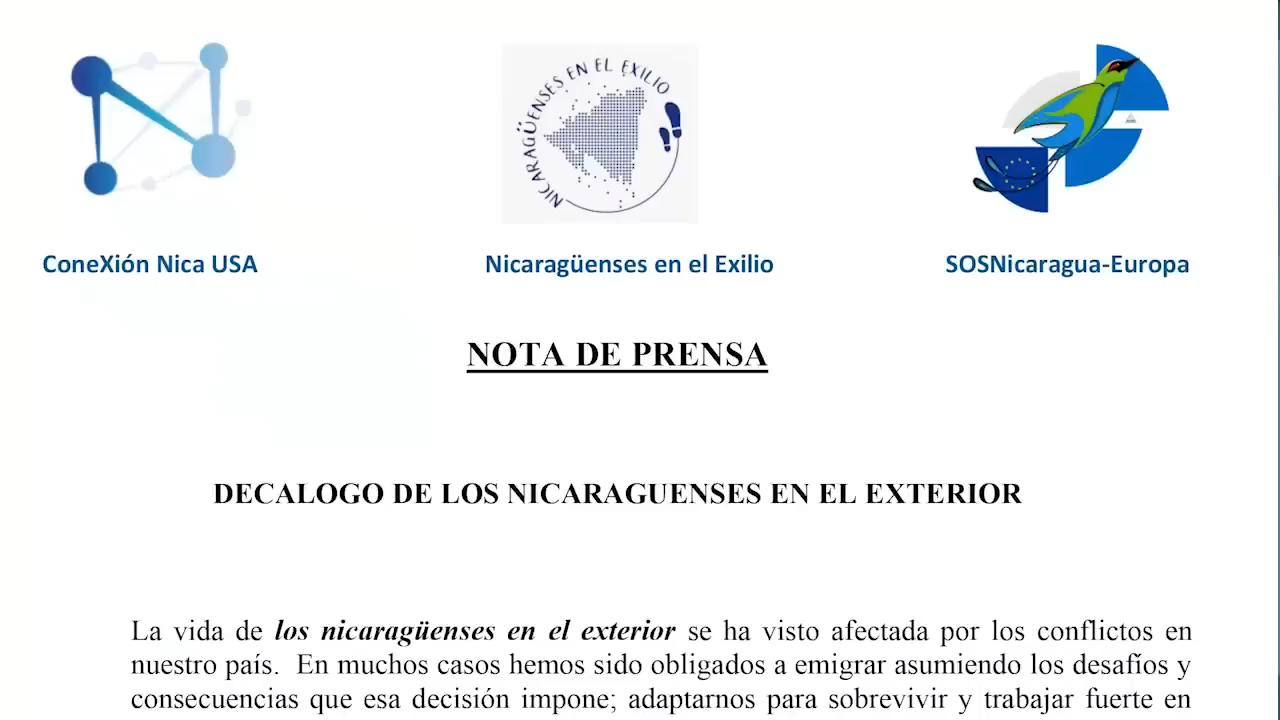 NICARAGÜENSES EN EL EXILIO
ConeXión Nica USA
Nicaragüenses en el Exilio
SOSNicaragua-Europa
NOTA DE PRENSA
DECALOGO DE LOS NICARAGUENSES EN EL EXTERIOR
La vida de los nicaragüenses en el exterior se ha visto afectada por los conflictos en
nuestro país. En muchos casos hemos sido obligados a emigrar asumiendo los desafíos y
consecuencias que esa decisión impone; adaptarnos para sobrevivir y trabajar fuerte en